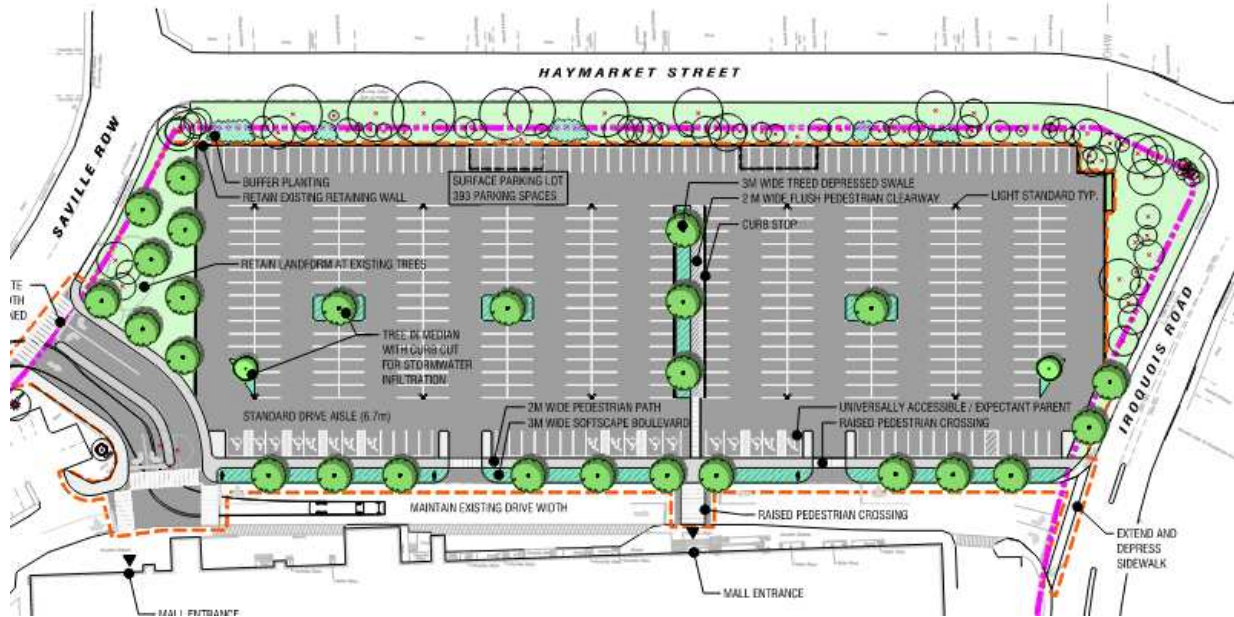 HAYMARKET STREET
SAVILLE ROW
BUFFER PLANTING
RETAIN EXISTING RETAINING WALL
SURFACE PARKING LOT
393 PARKING SPACES
3M WIDE TREED DEPRESSED SWALE
2 M WIDE FLUSH PEDESTRIAN CLEARWAY
CURB STOP
LIGHT STANDARD TYP.
RETAIN LANDFORM AT EXISTING TREES
IROQUOIS ROAD
TREE IN MEDIAN
WITH CURB CUT
FOR STORMWATER
INFILTRATION
STANDARD DRIVE AISLE (6.7m)
2M WIDE PEDESTRIAN PATH
3M WIDE SOFTSCAPE BOULEVARD
UNIVERSALLY ACCESSIBLE / EXPECTANT PARENT
RAISED PEDESTRIAN CROSSING
MAINTAIN EXISTING DRIVE WIDTH
RAISED PEDESTRIAN CROSSING
EXTEND AND
DEPRESS
SIDEWALK
MALL ENTRANCE
MALL ENTRANCE